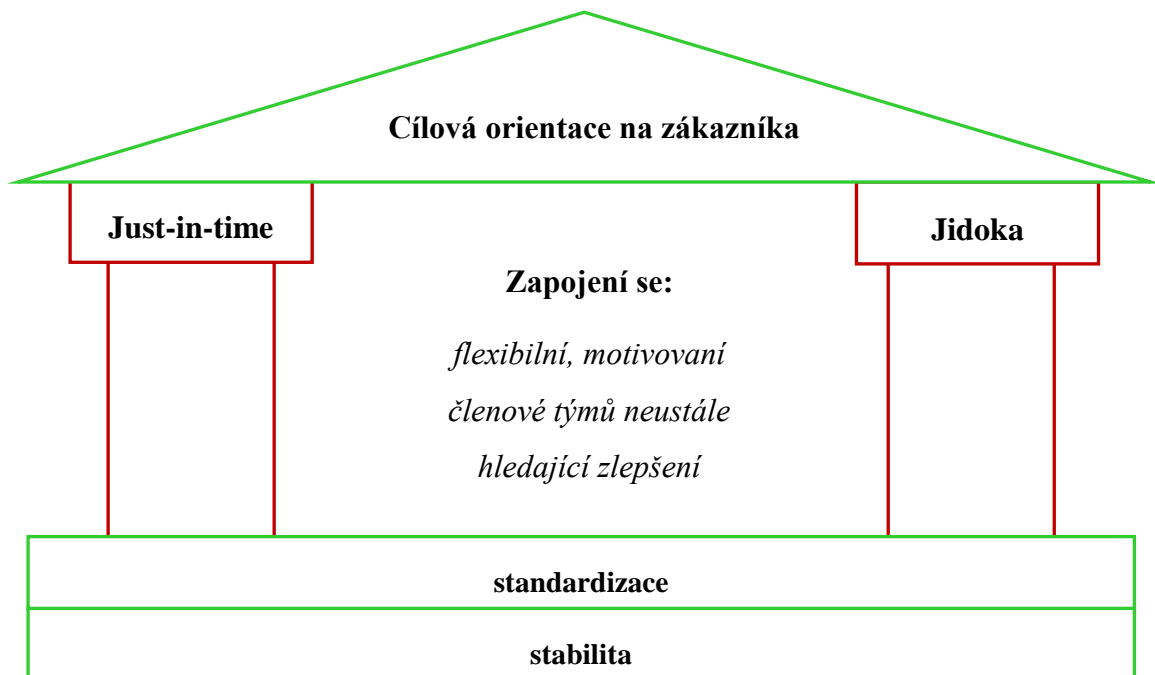 Cílová orientace na zákazníka
Just-in-time
Jidoka
Zapojení se:
flexibilní, motivovaní
členové týmů neustále
hledající zlepšení
standardizace
stabilita